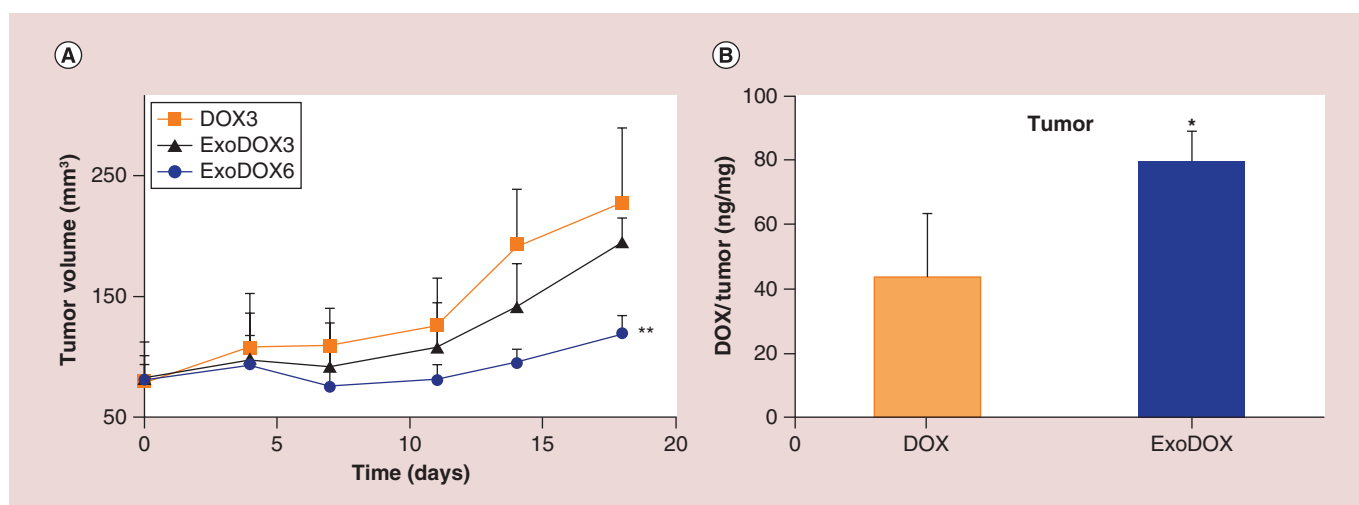 A
DOX3
ExoDOX3
ExoDOX6
Tumor volume (mm³)
250
150
50
**
0
5
10
15
20
Time (days)
B
Tumor
*
DOX/tumor (ng/mg)
100
80
60
40
20
0
0
DOX
ExoDOX